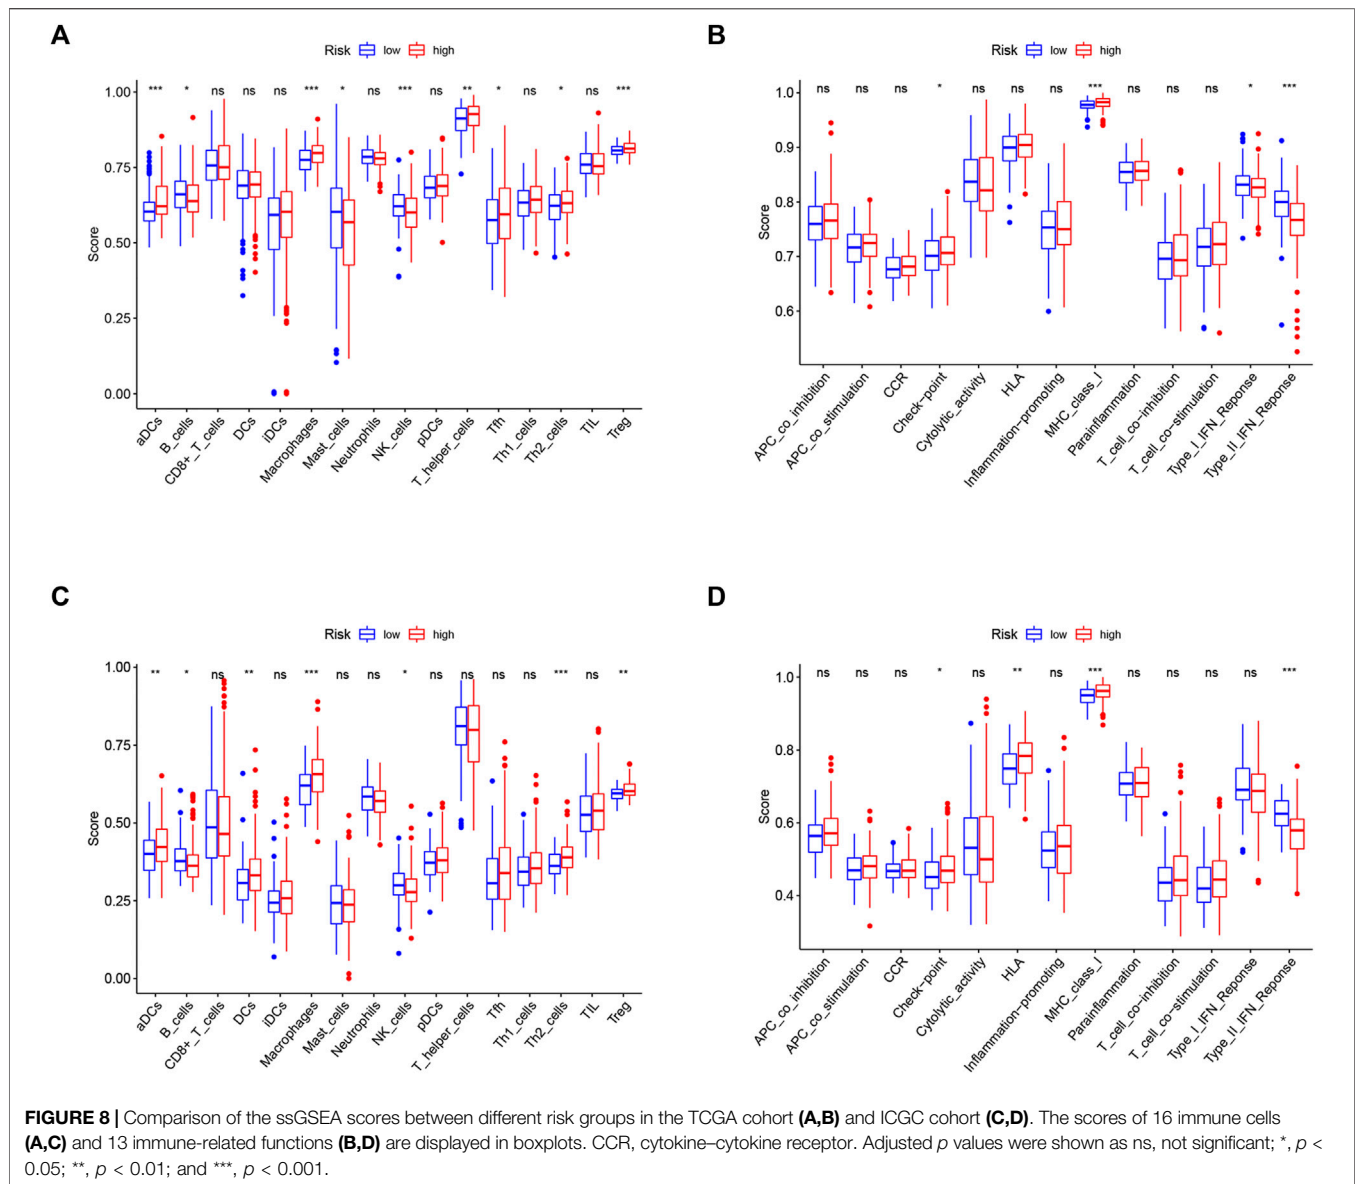 A
Risk low high
1.00
0.75
0.50
0.25
0.00
Score
*** * ns ns ns *** * ns *** ns ** * ns * ns ***
aDCs
B_cells
CD8+_T_cells
DCs
iDCs
Macrophages
Mast_cells
Neutrophils
NK_cells
pDCs
T_helper_cells
Tfh
Th1_cells
Th2_cells
TIL
Treg
B
Risk low high
1.0
0.9
0.8
0.7
0.6
Score
ns ns ns * ns ns ns *** ns ns ns * ***
APC_co_inhibition
APC_co_stimulation
CCR
Check-point
Cytolytic_activity
HLA
Inflammation-promoting
MHC_class_I
Parainflammation
T_cell_co-inhibition
T_cell_co-stimulation
Type_I_IFN_Reponse
Type_II_IFN_Reponse
C
Risk low high
1.00
0.75
0.50
0.25
0.00
Score
** * ns ** ns *** ns ns * ns ns ns ns *** ns **
aDCs
B_cells
CD8+_T_cells
DCs
iDCs
Macrophages
Mast_cells
Neutrophils
NK_cells
pDCs
T_helper_cells
Tfh
Th1_cells
Th2_cells
TIL
Treg
D
Risk low high
1.0
0.8
0.6
0.4
Score
ns ns ns * ns ** ns *** ns ns ns ns ***
APC_co_inhibition
APC_co_stimulation
CCR
Check-point
Cytolytic_activity
HLA
Inflammation-promoting
MHC_class_I
Parainflammation
T_cell_co-inhibition
T_cell_co-stimulation
Type_I_IFN_Reponse
Type_II_IFN_Reponse
FIGURE 8 | Comparison of the ssGSEA scores between different risk groups in the TCGA cohort (A,B) and ICGC cohort (C,D). The scores of 16 immune cells
(A,C) and 13 immune-related functions (B,D) are displayed in boxplots. CCR, cytokine–cytokine receptor. Adjusted p values were shown as ns, not significant; *, p <
0.05; **, p < 0.01; and ***, p < 0.001.